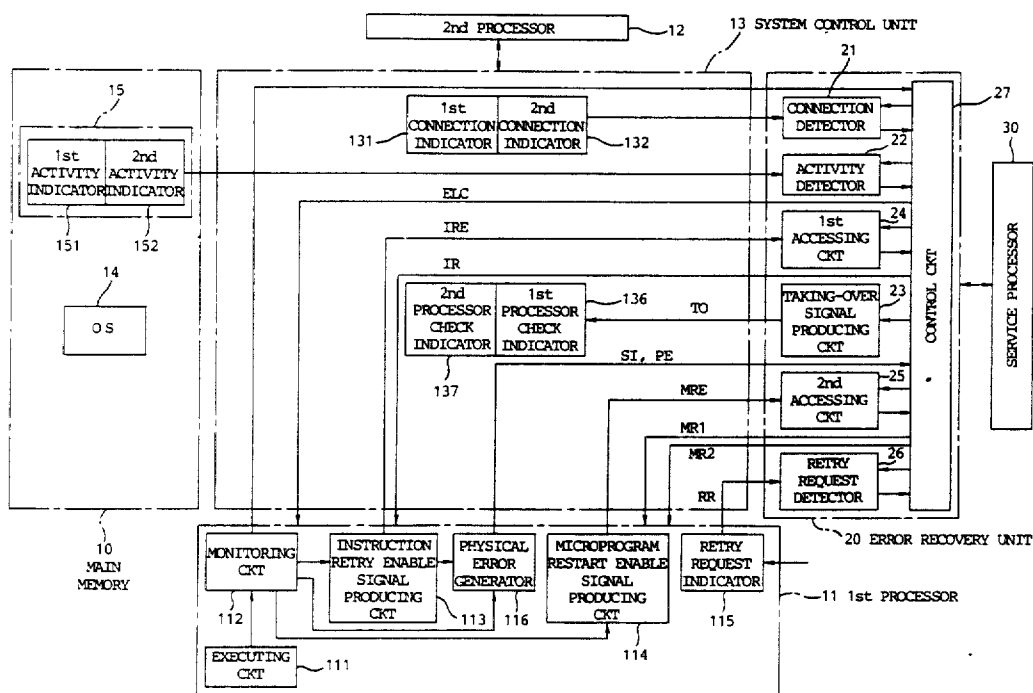 2nd PROCESSOR
12
13 SYSTEM CONTROL UNIT
15
1st
ACTIVITY
INDICATOR
2nd
ACTIVITY
INDICATOR
151
152
14
OS
10
MAIN
MEMORY
1st
CONNECTION
INDICATOR
2nd
CONNECTION
INDICATOR
131
132
21
CONNECTION
DETECTOR
22
ACTIVITY
DETECTOR
27
CONTROL CKT
30
SERVICE PROCESSOR
ELC
IRE
24
1st
ACCESSING
CKT
IR
2nd
PROCESSOR
CHECK
INDICATOR
1st
PROCESSOR
CHECK
INDICATOR
136
137
TO
TAKING-OVER
SIGNAL
PRODUCING
CKT
23
SI, PE
MRE
25
2nd
ACCESSING
CKT
MR1
MR2
26
RETRY
REQUEST
DETECTOR
RR
20 ERROR RECOVERY UNIT
MONITORING
CKT
112
INSTRUCTION
RETRY ENABLE
SIGNAL
PRODUCING
CKT
113
PHYSICAL
ERROR
GENERATOR
116
MICROPROGRAM
RESTART ENABLE
SIGNAL
PRODUCING
CKT
114
RETRY
REQUEST
INDICATOR
115
11 1st PROCESSOR
EXECUTING
CKT
111